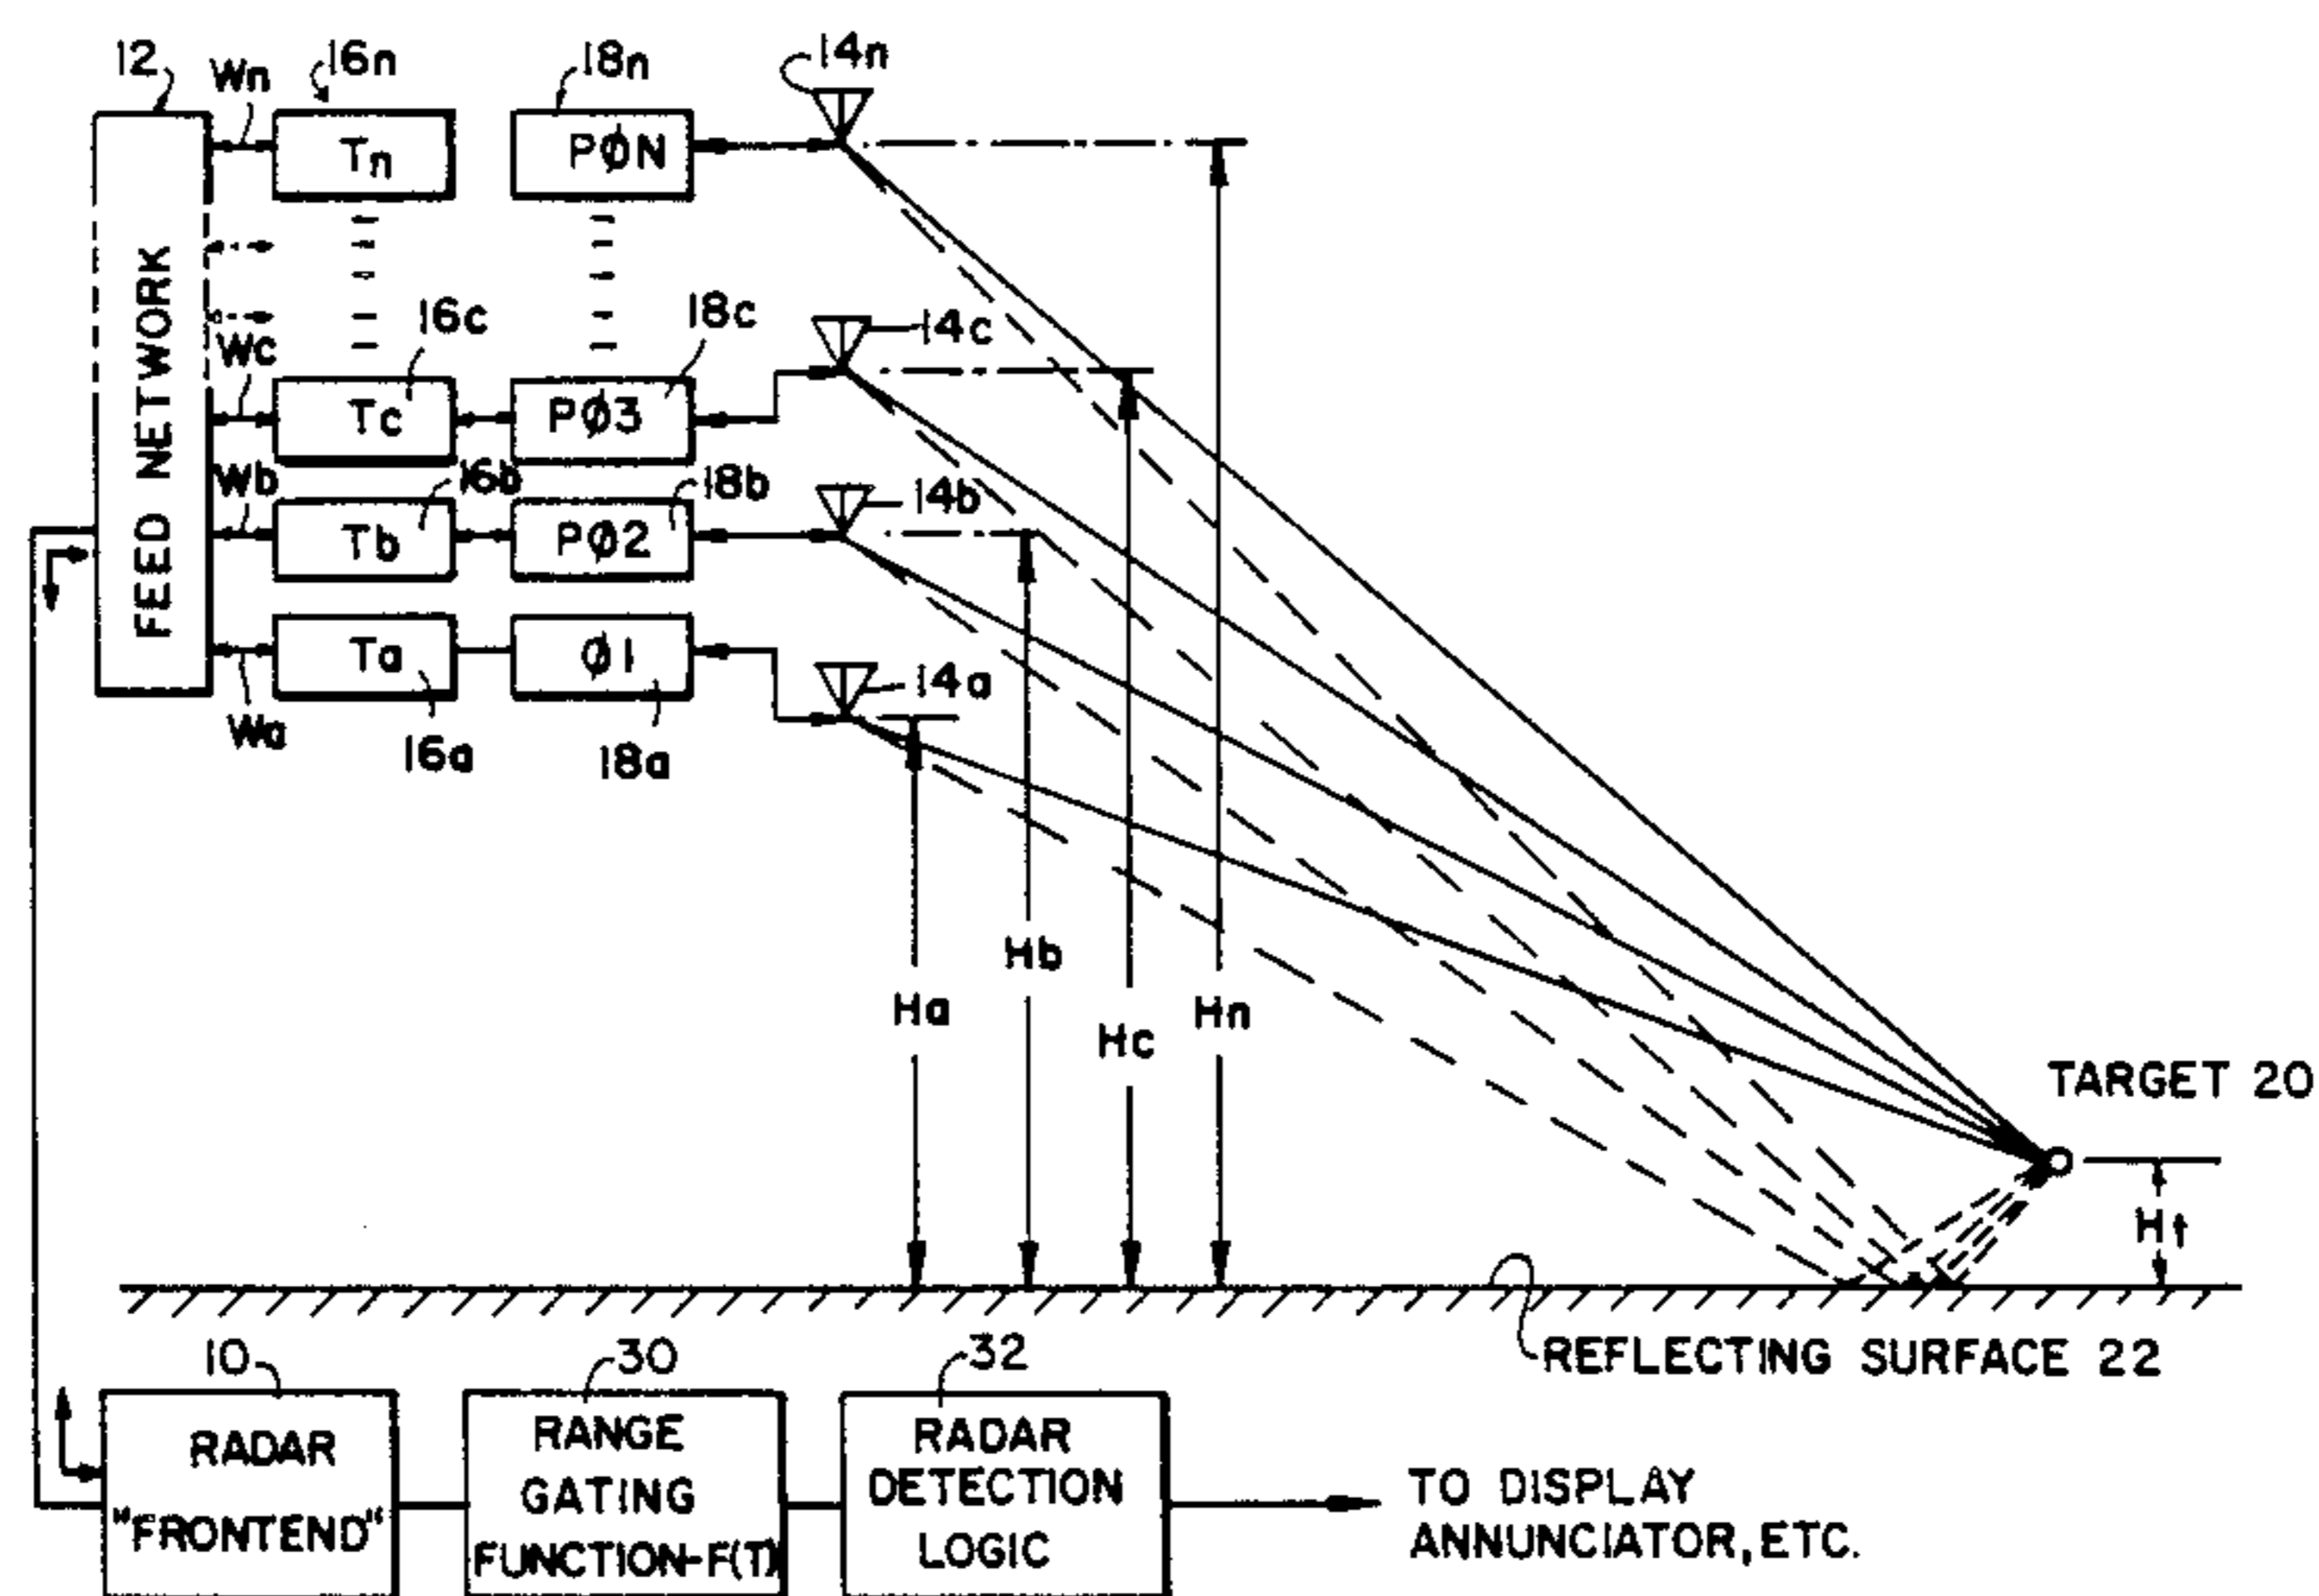 12
Wn
16n
18n
14n
Tn
PØN
FEED NETWORK
Wc
16c
18c
14c
Tc
PØ3
Wb
16b
18b
14b
Tb
PØ2
Ta
Ø1
14a
Wa
16a
18a
Ha
Hb
Hc
Hn
TARGET 20
Ht
REFLECTING SURFACE 22
10
30
32
RADAR
"FRONTEND"
RANGE
GATING
FUNCTION-F(T)
RADAR
DETECTION
LOGIC
TO DISPLAY
ANNUNCIATOR, ETC.